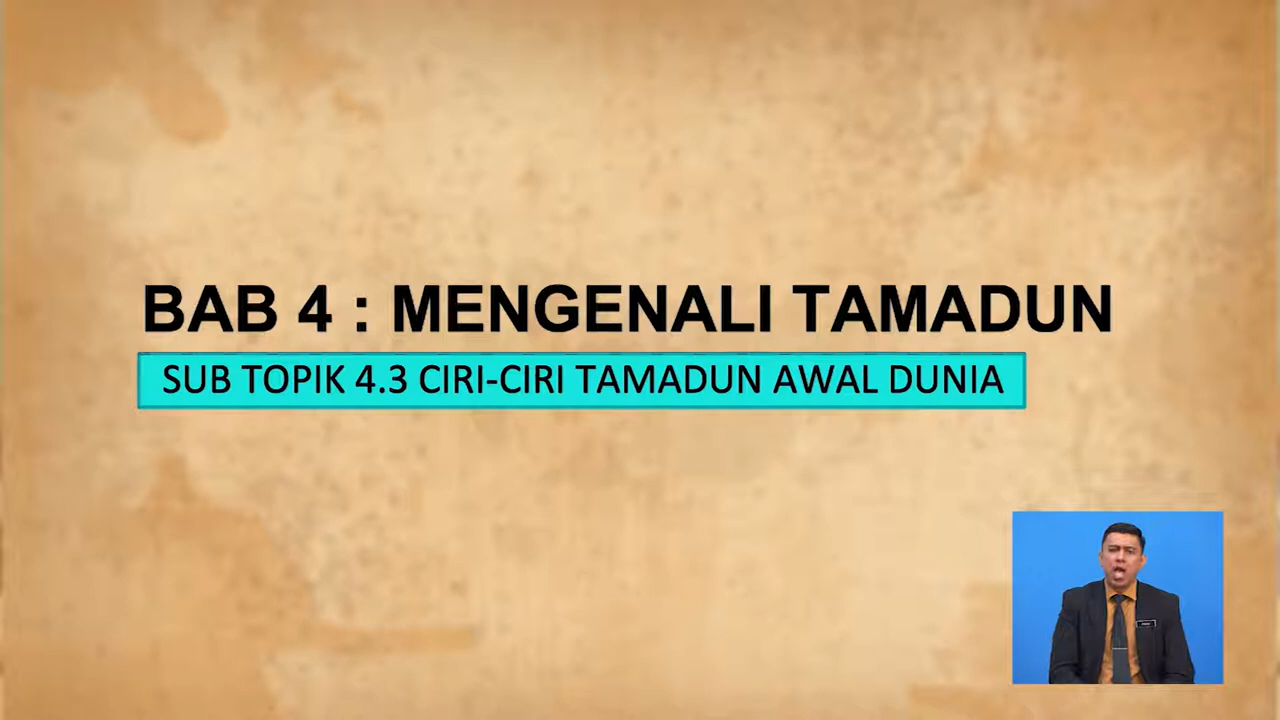 BAB 4 : MENGENALI TAMADUN
SUB TOPIK 4.3 CIRI-CIRI TAMADUN AWAL DUNIA